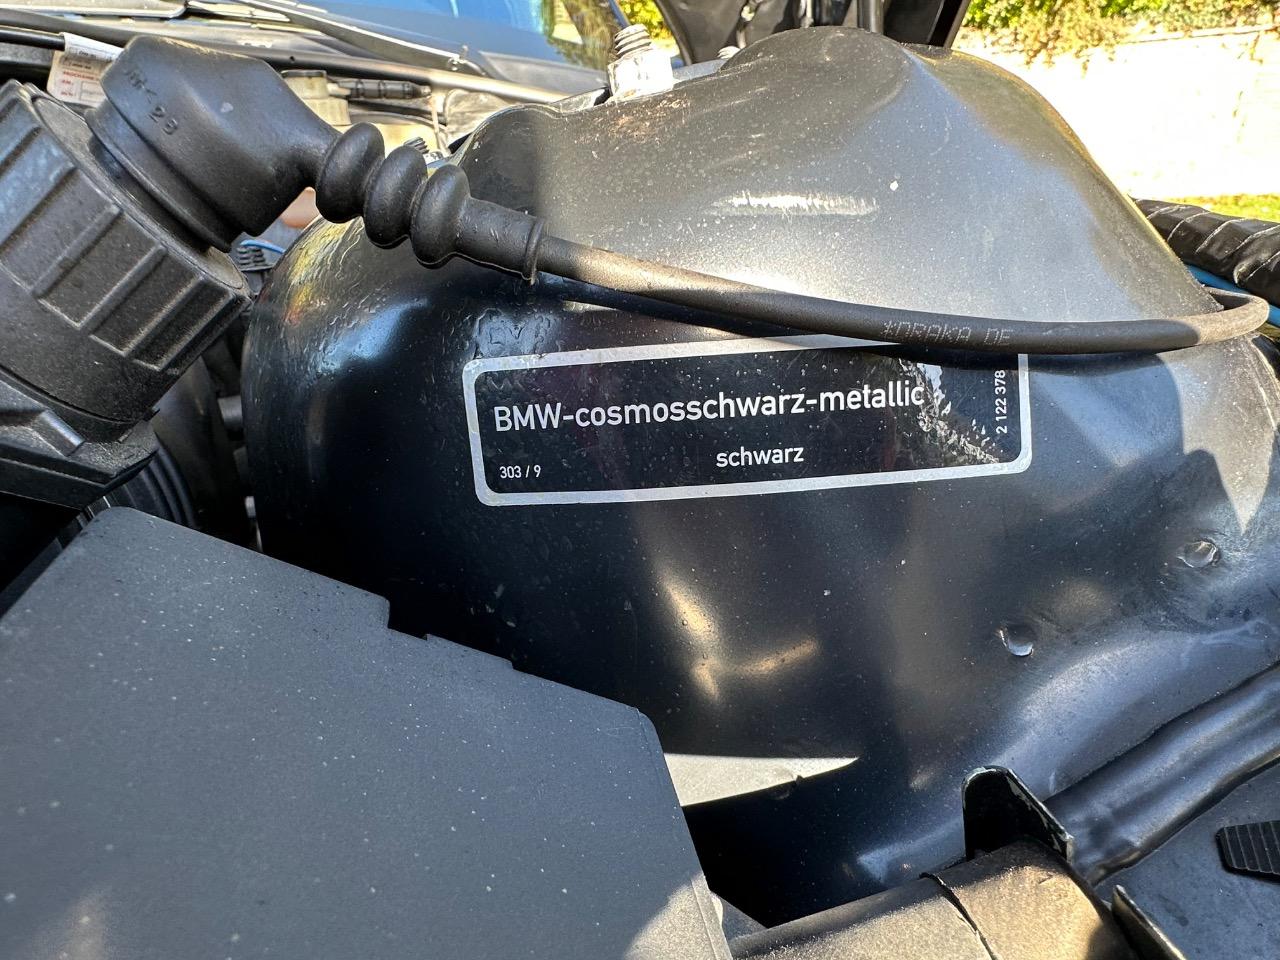 BMW-cosmosschwarz-metallic
schwarz
303 / 9
2 122 378
*DRAKA DE